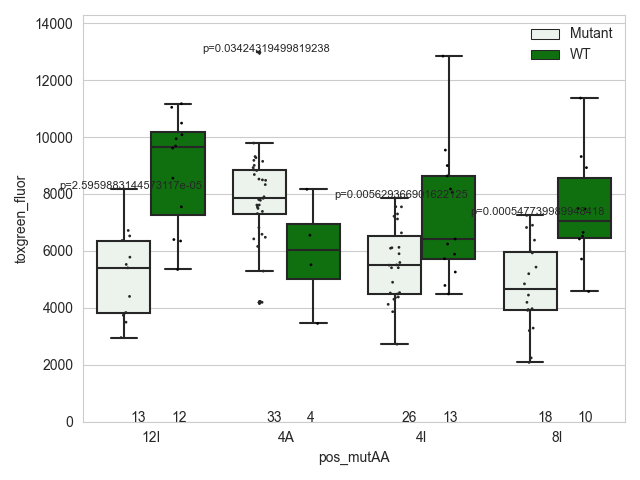 14000
12000
10000
8000
6000
4000
2000
0
toxgreen_fluor
Mutant
WT
p=0.03424319499819238
p=2.5959883144573117e-05
p=0.005629366901622125
p=0.000547739989948418
13 12 33 4 26 13 18 10
12I 4A 4I 8I
pos_mutAA